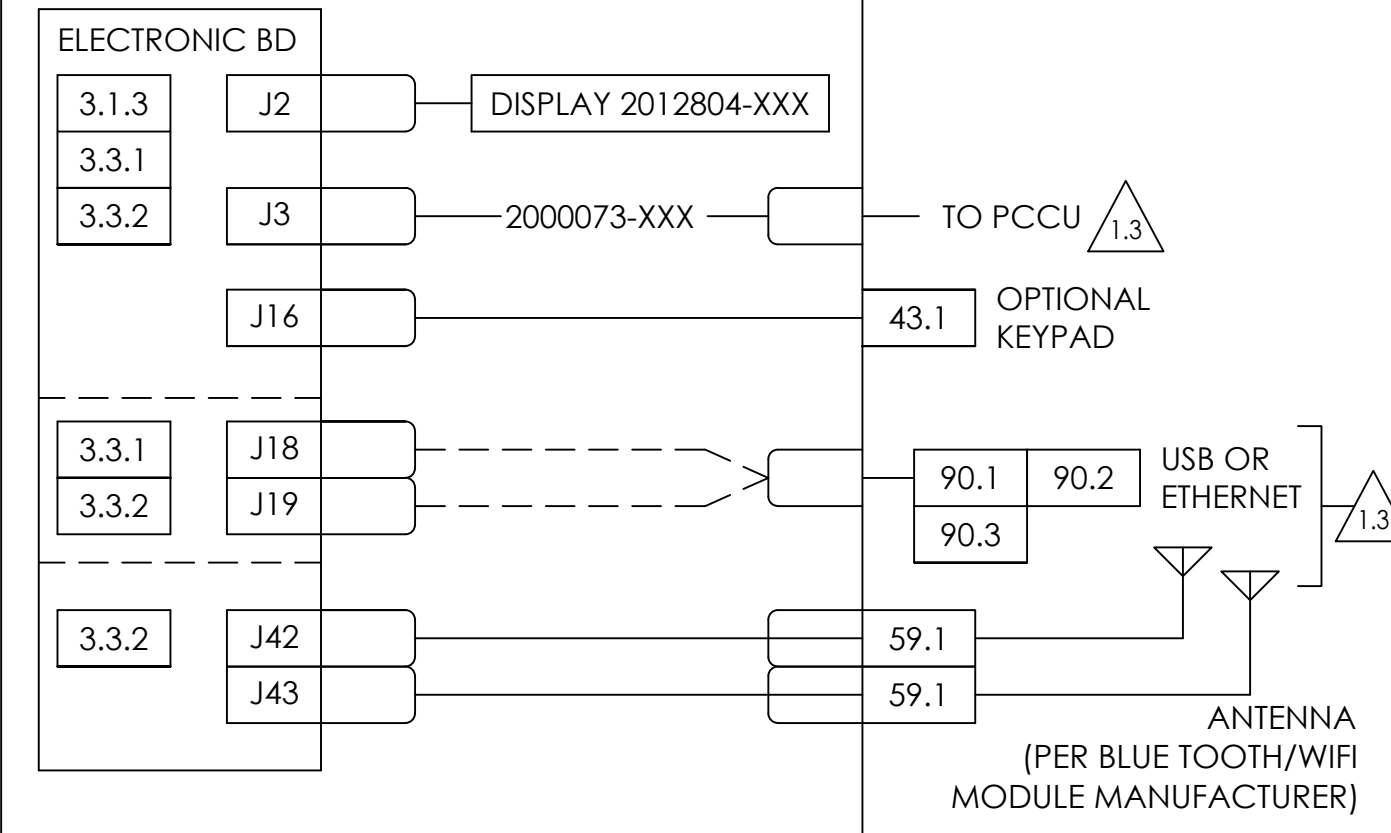 ELECTRONIC BD
3.1.3
J2
DISPLAY 2012804-XXX
3.3.1
3.3.2
J3
2000073-XXX
TO PCCU
1.3
J16
43.1
OPTIONAL
KEYPAD
3.3.1
J18
3.3.2
J19
90.1
90.2
90.3
USB OR
ETHERNET
1.3
3.3.2
J42
59.1
J43
59.1
ANTENNA
(PER BLUE TOOTH/WIFI
MODULE MANUFACTURER)